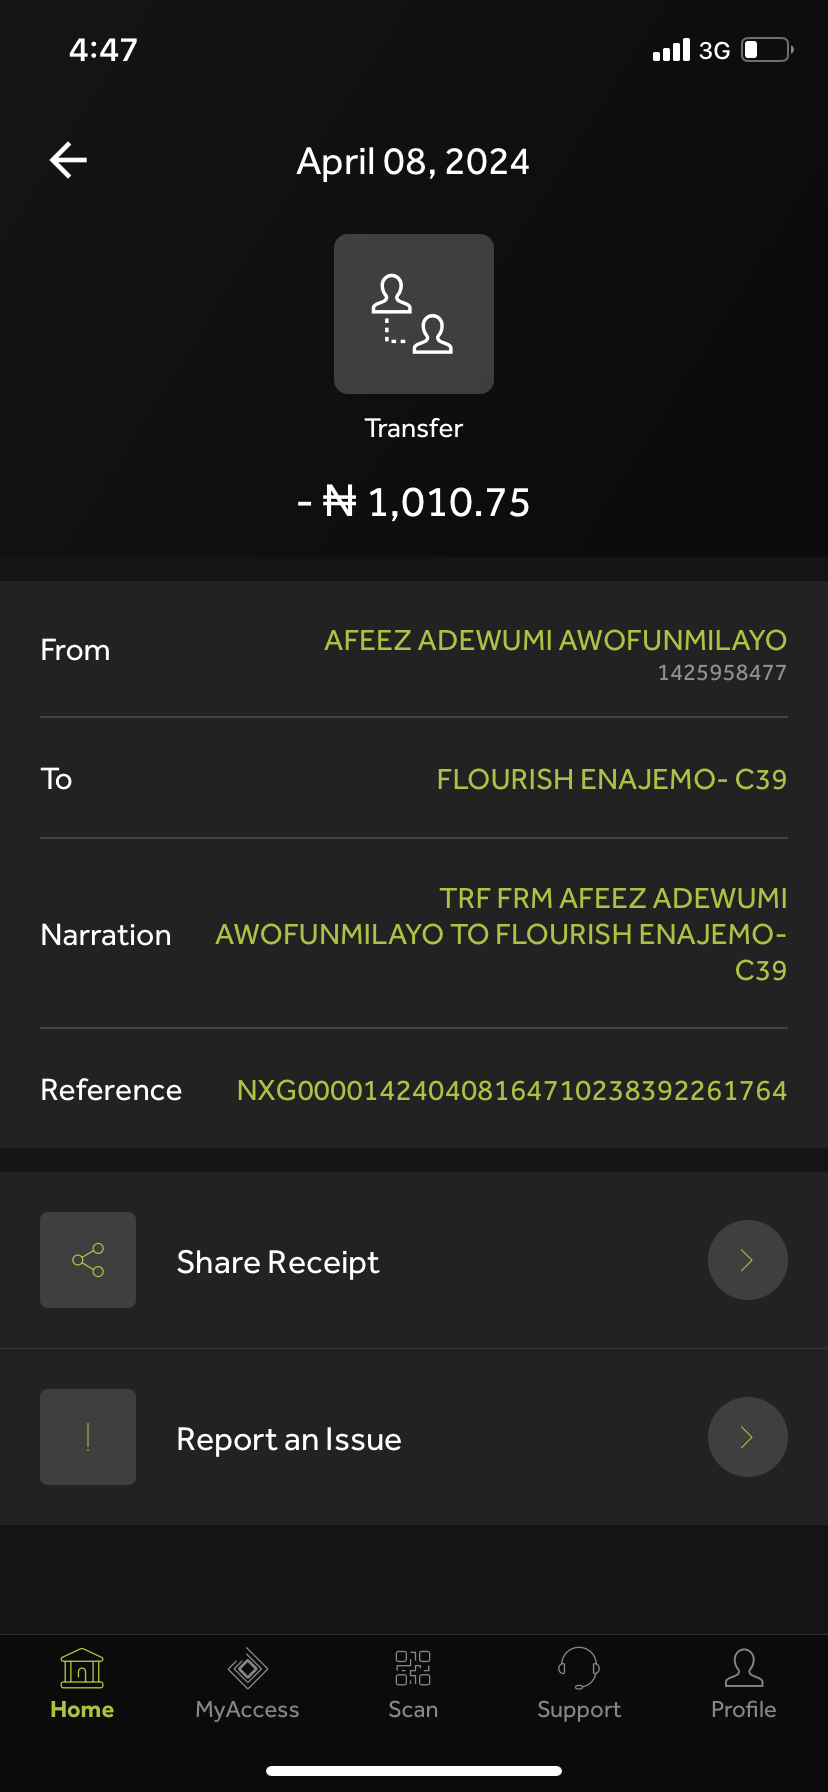 4:47
3G
April 08, 2024
Transfer
- ₦ 1,010.75
From
AFEEZ ADEWUMI AWOFUNMILAYO
1425958477
To
FLOURISH ENAJEMO- C39
Narration
TRF FRM AFEEZ ADEWUMI
AWOFUNMILAYO TO FLOURISH ENAJEMO-
C39
Reference
NXG000014240408164710238392261764
Share Receipt
Report an Issue
Home
MyAccess
Scan
Support
Profile